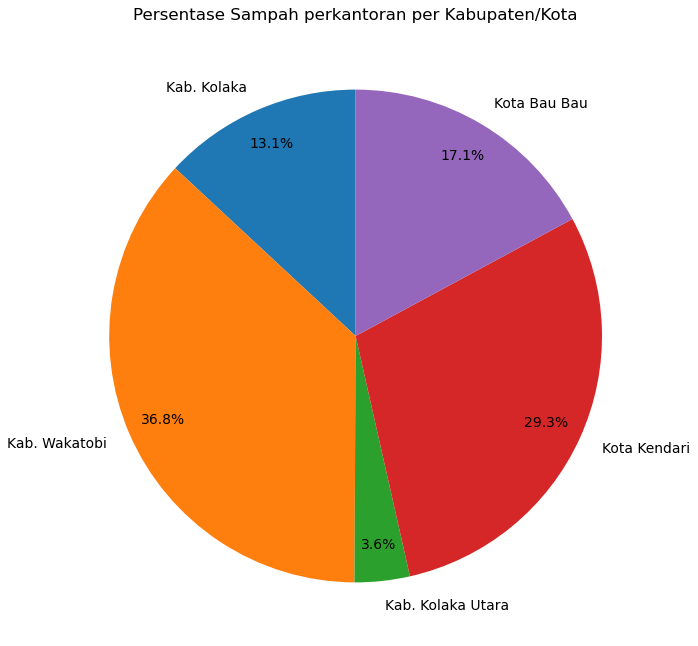 Persentase Sampah perkantoran per Kabupaten/Kota
Kab. Kolaka
13.1%
Kota Bau Bau
17.1%
Kab. Wakatobi
36.8%
Kota Kendari
29.3%
Kab. Kolaka Utara
3.6%